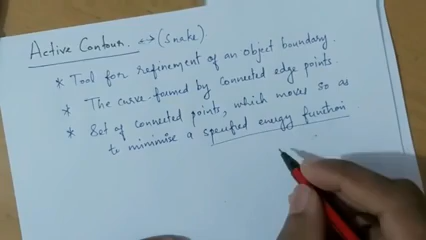 Active Contour. ↔ (Snake)
* Tool for refinement of an object boundary.
* The curve formed by connected edge points.
* Set of connected points, which moves so as
to minimise a specified energy function